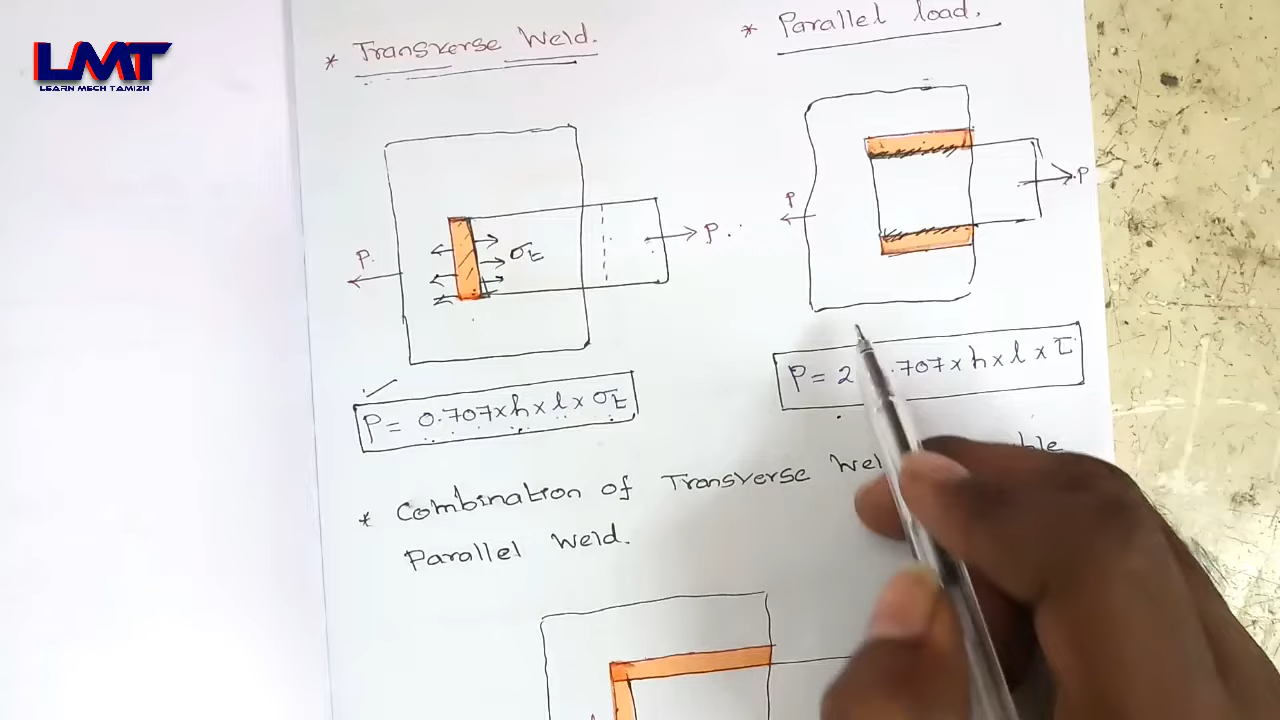 LMT
LEARN MECH TAMIZH
* Transverse Weld.
* Parallel load.
P.
σt
P.
P
P
P = 0.707 x h x l x σt
P = 2 .707 x h x l x τ
* Combination of Transverse Wel
Parallel Weld.